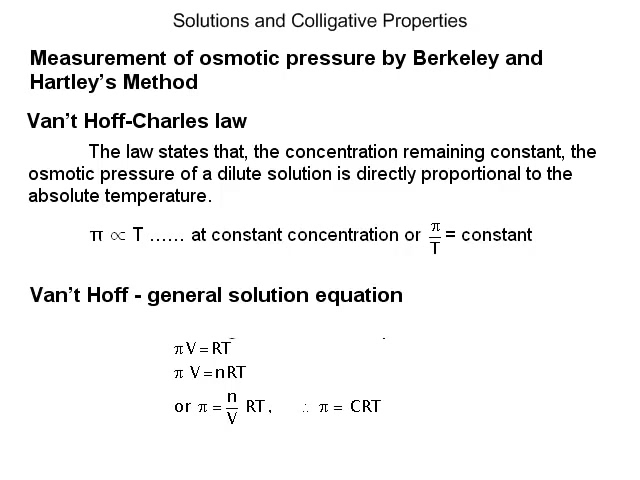 Solutions and Colligative Properties
Measurement of osmotic pressure by Berkeley and
Hartley's Method
Van't Hoff-Charles law
The law states that, the concentration remaining constant, the
osmotic pressure of a dilute solution is directly proportional to the
absolute temperature.
π ∝ T …… at constant concentration or π/T = constant
Van't Hoff - general solution equation
π V = RT
π V = nRT
or π = n/V RT, ∴ π = CRT